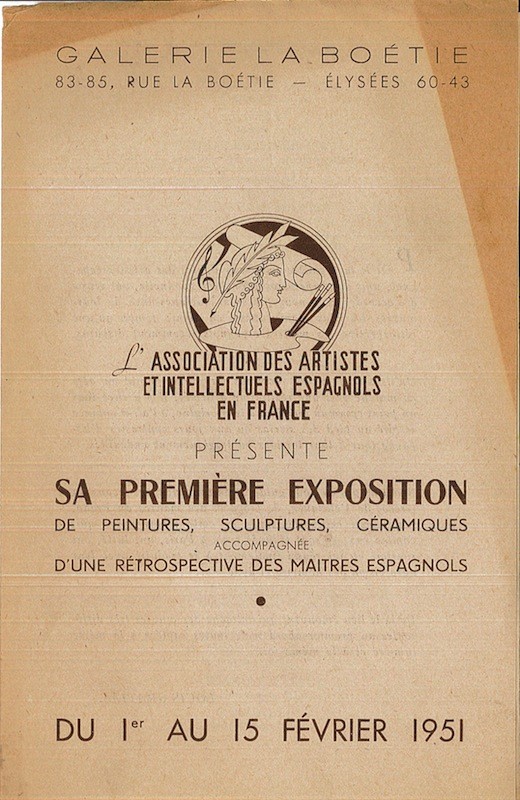 GALERIE LA BOÉTIE
83-85, RUE LA BOÉTIE — ÉLYSÉES 60-43
L'ASSOCIATION DES ARTISTES
ET INTELLECTUELS ESPAGNOLS
EN FRANCE
PRÉSENTE
SA PREMIÈRE EXPOSITION
DE PEINTURES, SCULPTURES, CÉRAMIQUES
ACCOMPAGNÉE
D'UNE RÉTROSPECTIVE DES MAITRES ESPAGNOLS
DU 1er AU 15 FÉVRIER 1951